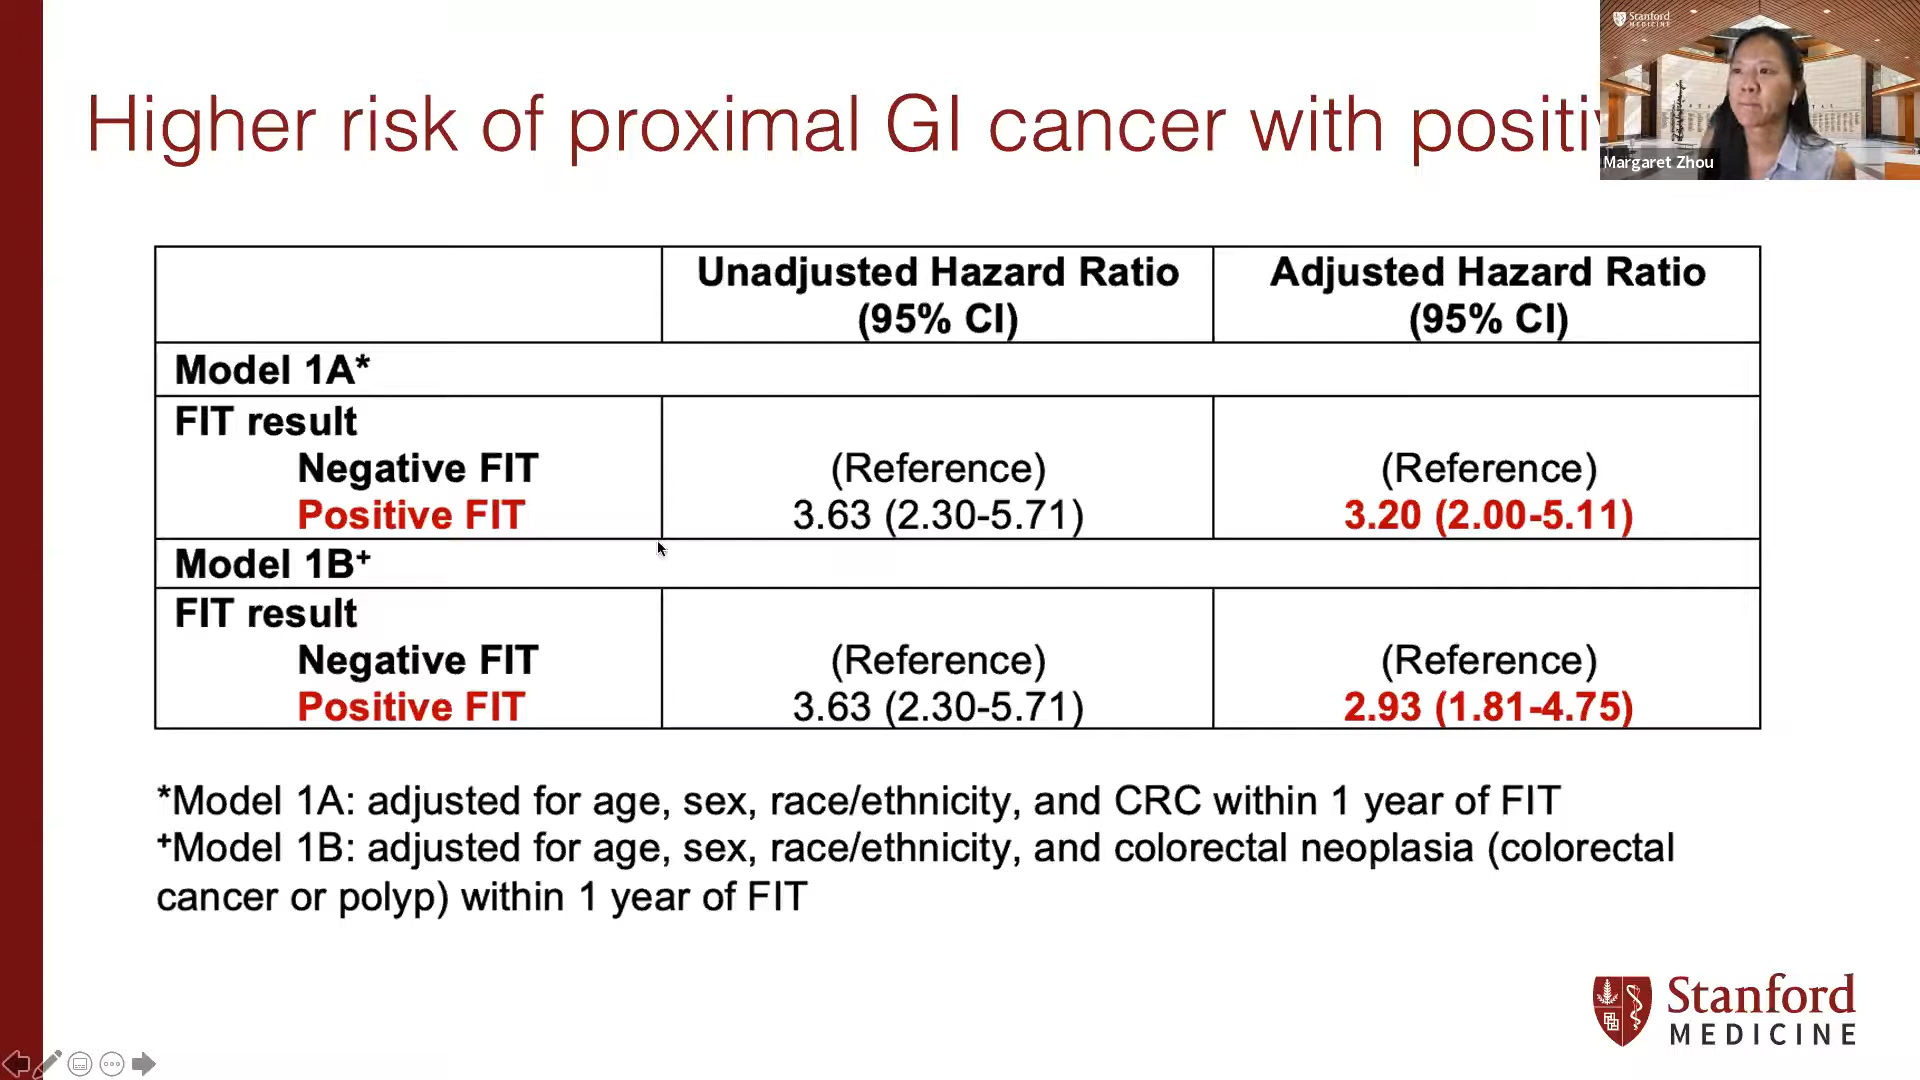 Stanford
MEDICINE
Higher risk of proximal GI cancer with
Margaret Zhou
Unadjusted Hazard Ratio
(95% CI)
Adjusted Hazard Ratio
(95% CI)
Model 1A*
FIT result
Negative FIT (Reference) (Reference)
Positive FIT 3.63 (2.30-5.71) 3.20 (2.00-5.11)
Model 1B+
FIT result
Negative FIT (Reference) (Reference)
Positive FIT 3.63 (2.30-5.71) 2.93 (1.81-4.75)
*Model 1A: adjusted for age, sex, race/ethnicity, and CRC within 1 year of FIT
+Model 1B: adjusted for age, sex, race/ethnicity, and colorectal neoplasia (colorectal
cancer or polyp) within 1 year of FIT
Stanford
MEDICINE